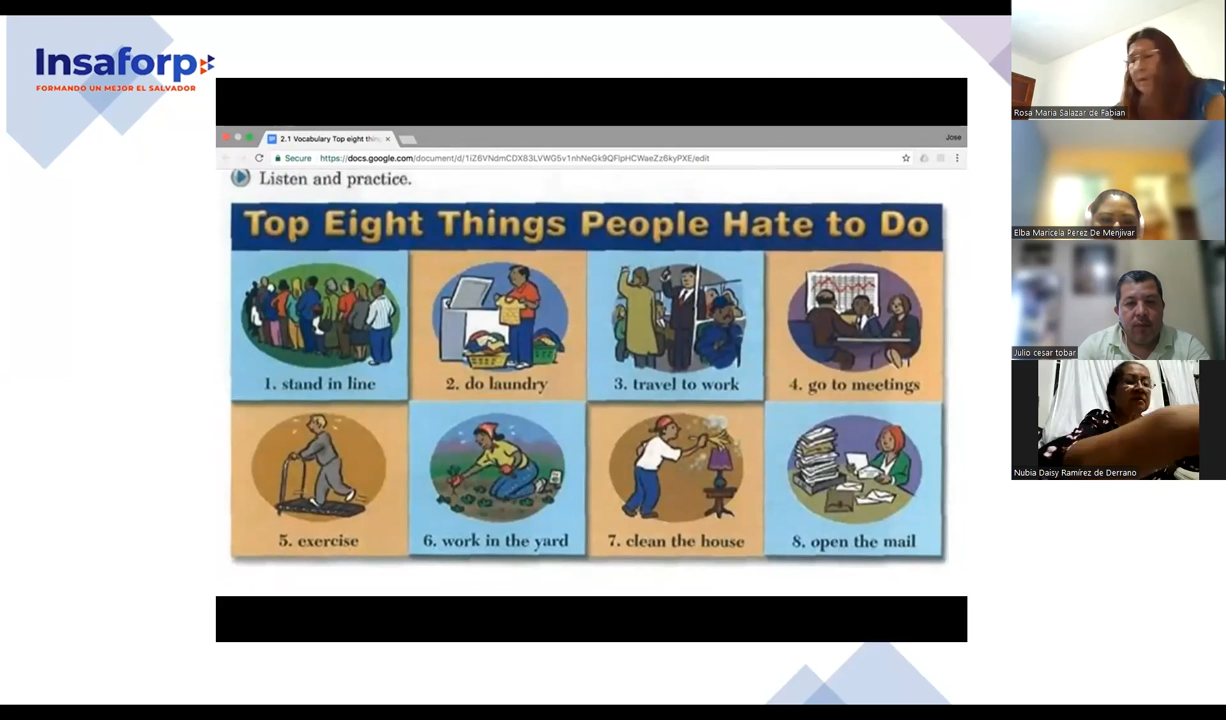 Insaforp
FORMANDO UN MEJOR EL SALVADOR
2.1 Vocabulary Top eight thin
Jose
Secure https://docs.google.com/document/d/1iZ6VNdmCDX83LVWG5v1nhNeGk9QFlpHCWaeZz6kyPXE/edit
Listen and practice.
Top Eight Things People Hate to Do
1. stand in line
2. do laundry
3. travel to work
4. go to meetings
5. exercise
6. work in the yard
7. clean the house
8. open the mail
Rosa María Salazar de Fabian
Elba Maricela Perez De Menjivar
Julio cesar tobar
Nubia Daisy Ramírez de Derrano